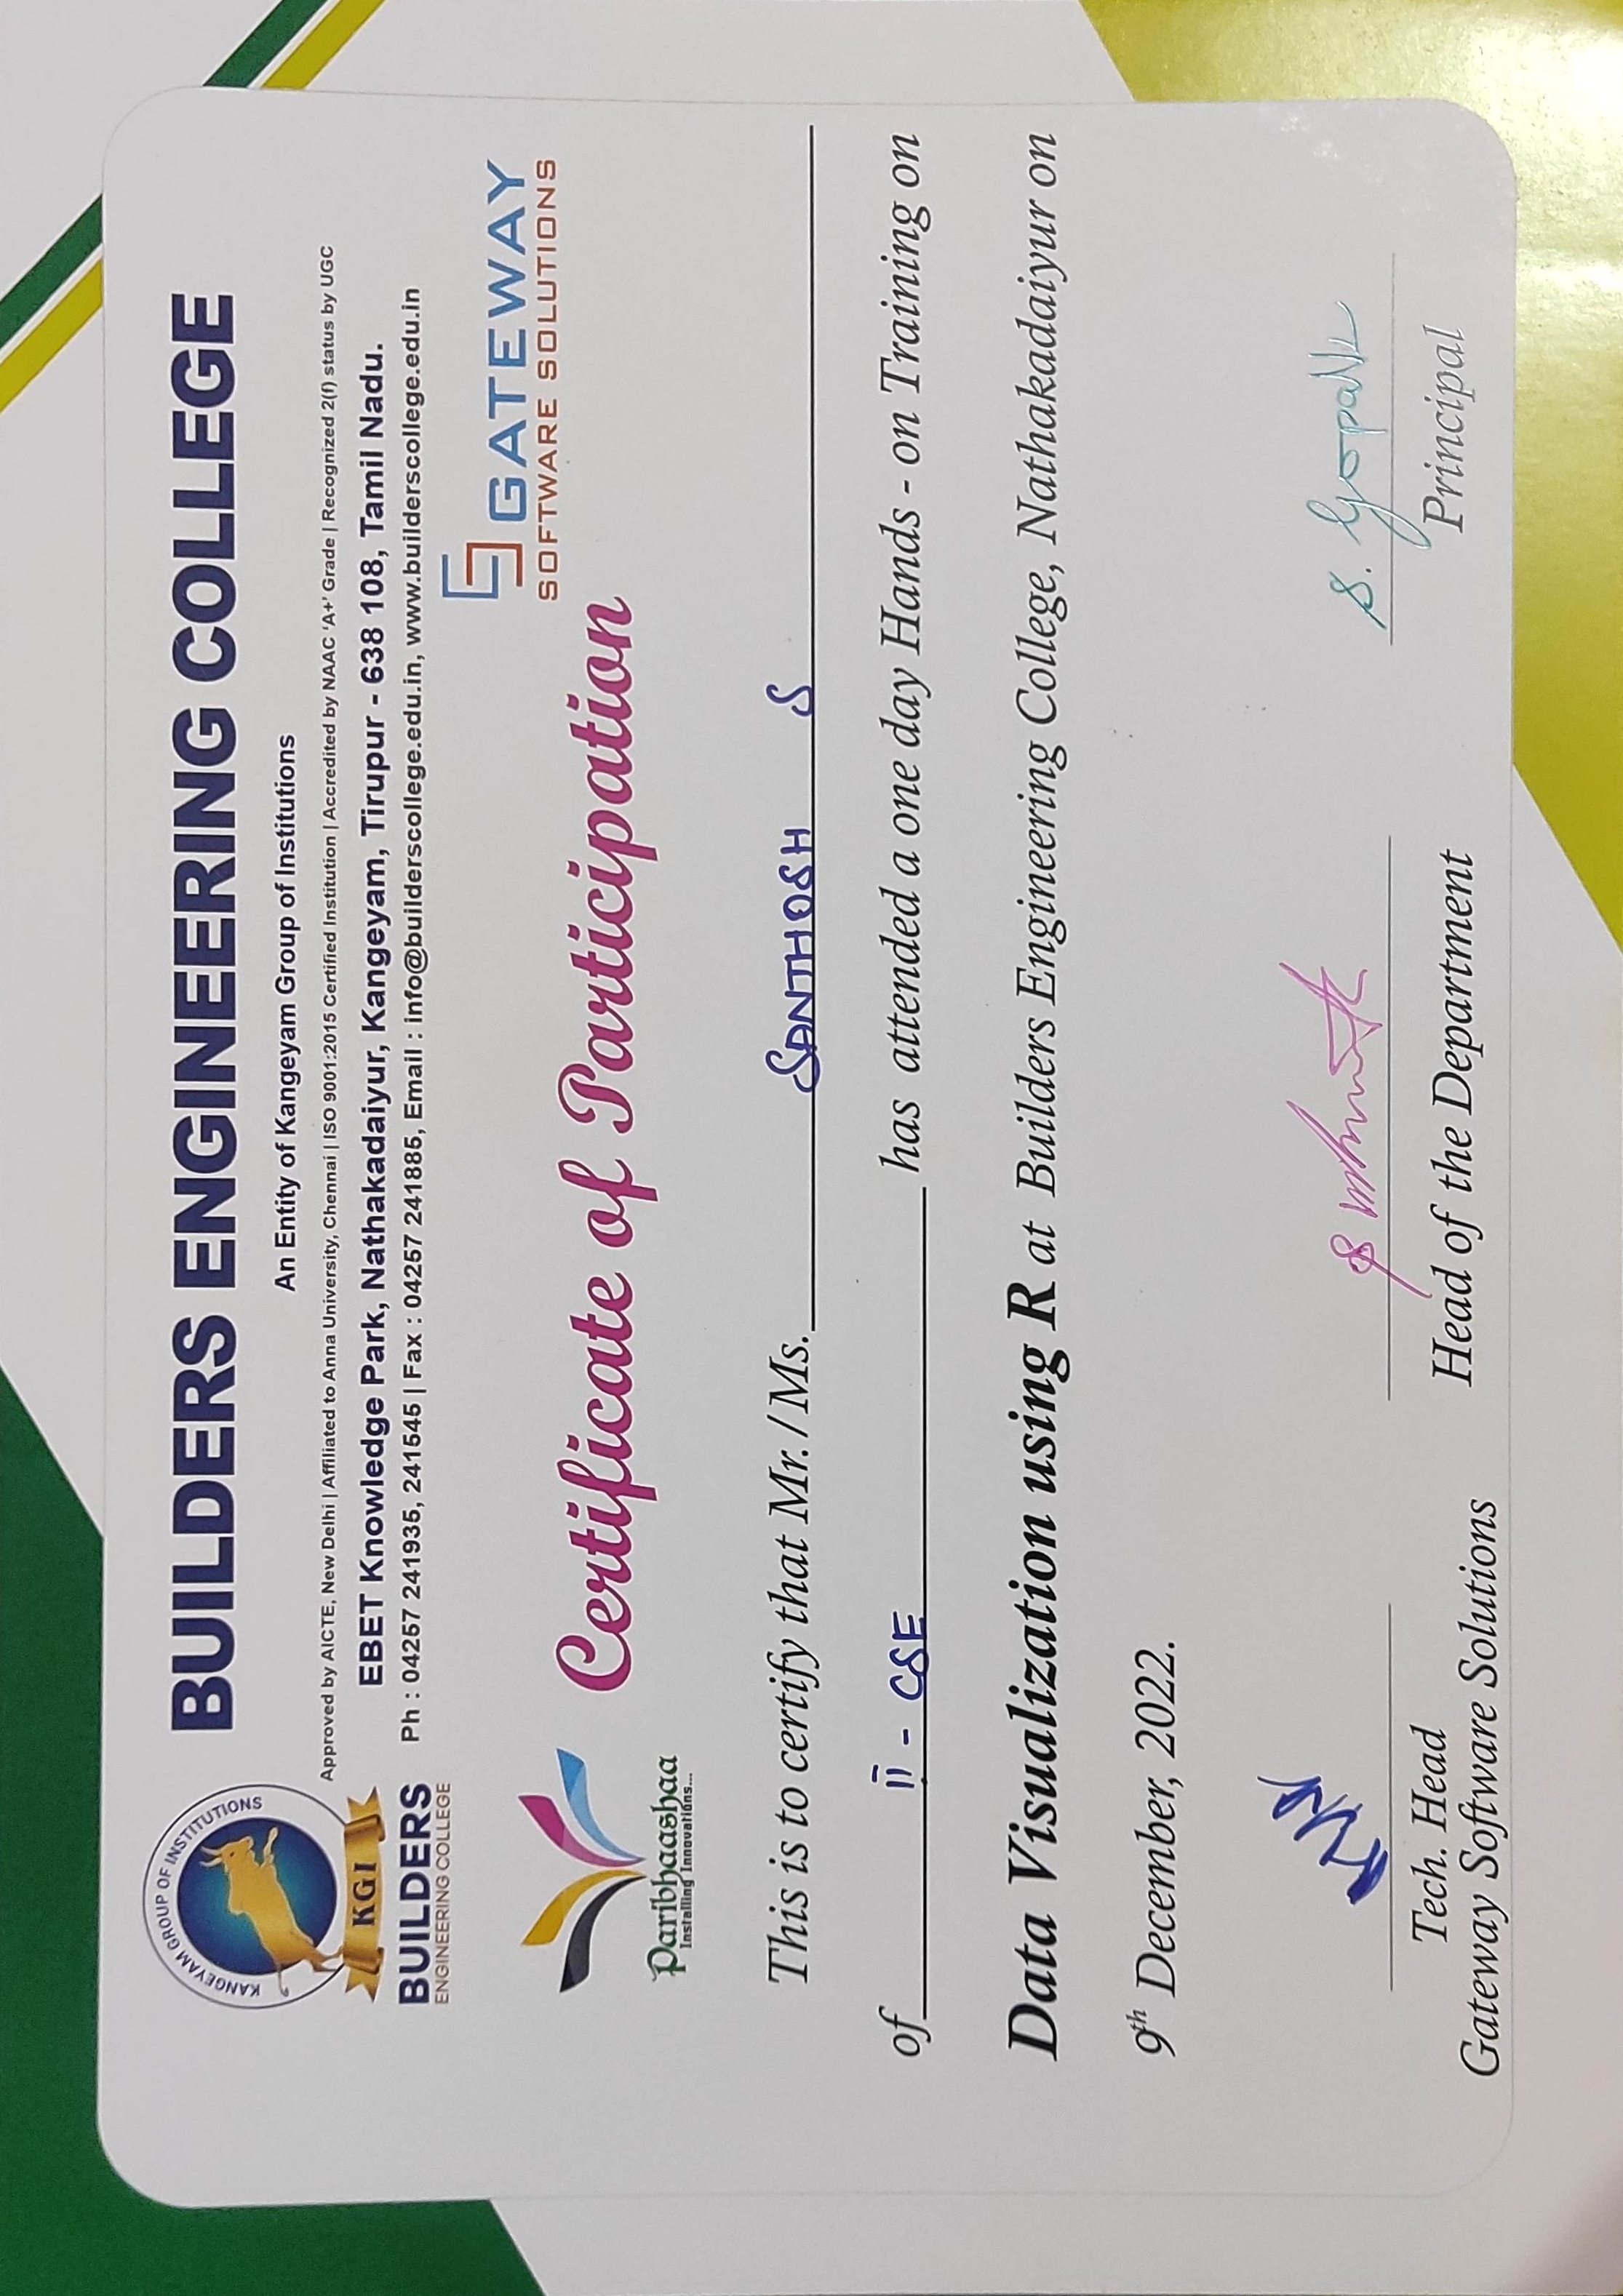 KANGEYAM GROUP OF INSTITUTIONS
KGI
BUILDERS
ENGINEERING COLLEGE
BUILDERS ENGINEERING COLLEGE
An Entity of Kangeyam Group of Institutions
Approved by AICTE, New Delhi | Affiliated to Anna University, Chennai | ISO 9001:2015 Certified Institution | Accredited by NAAC ‘A+’ Grade | Recognized 2(f) status by UGC
EBET Knowledge Park, Nathakadaiyur, Kangeyam, Tirupur - 638 108, Tamil Nadu.
Ph : 04257 241935, 241545 | Fax : 04257 241885, Email : info@builderscollege.edu.in, www.builderscollege.edu.in
GATEWAY
SOFTWARE SOLUTIONS
Paribhaashaa
Installing Innovations...
Certificate of Participation
This is to certify that Mr. / Ms. SANTHOSH S
of II - CSE has attended a one day Hands - on Training on
Data Visualization using R at Builders Engineering College, Nathakadaiyur on
9th December, 2022.
Tech. Head
Gateway Software Solutions
Head of the Department
S.
Principal